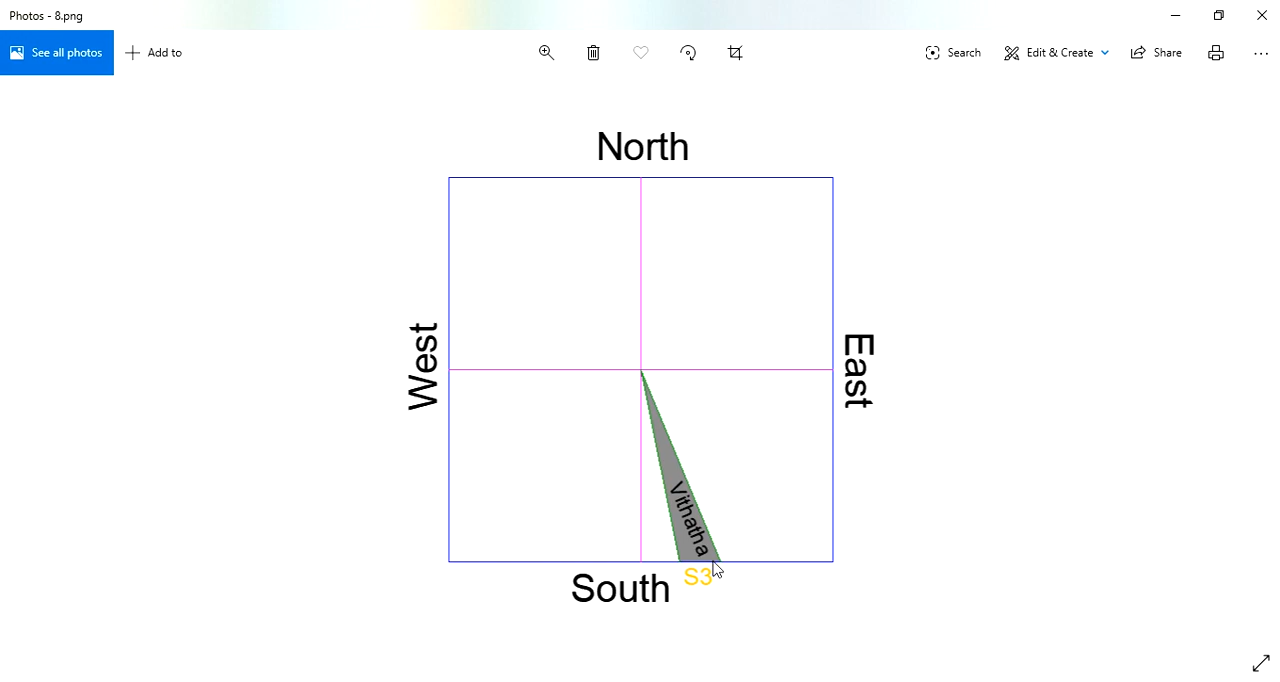 Photos - 8.png
See all photos
Add to
Search
Edit & Create
Share
North
West
East
Vithatha
S3
South